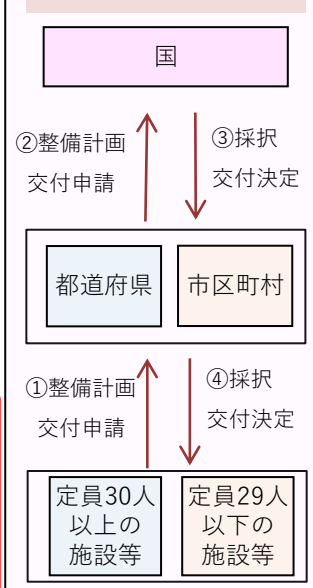 国
②整備計画
交付申請
③採択
交付決定
都道府県
市区町村
①整備計画
交付申請
④採択
交付決定
定員30人
以上の
施設等
定員29人
以下の
施設等